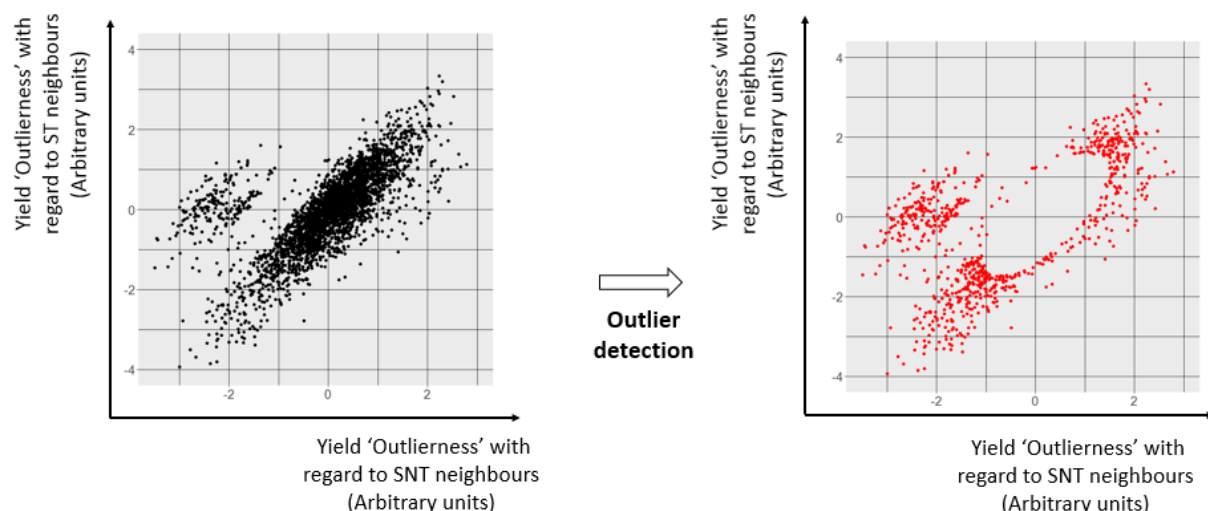 Yield 'Outlierness' with
regard to ST neighbours
(Arbitrary units)
4
2
0
-2
-4
-2
0
2
Yield 'Outlierness' with
regard to SNT neighbours
(Arbitrary units)
Outlier
detection
Yield 'Outlierness' with
regard to ST neighbours
(Arbitrary units)
4
2
0
-2
-4
-2
0
2
Yield 'Outlierness' with
regard to SNT neighbours
(Arbitrary units)